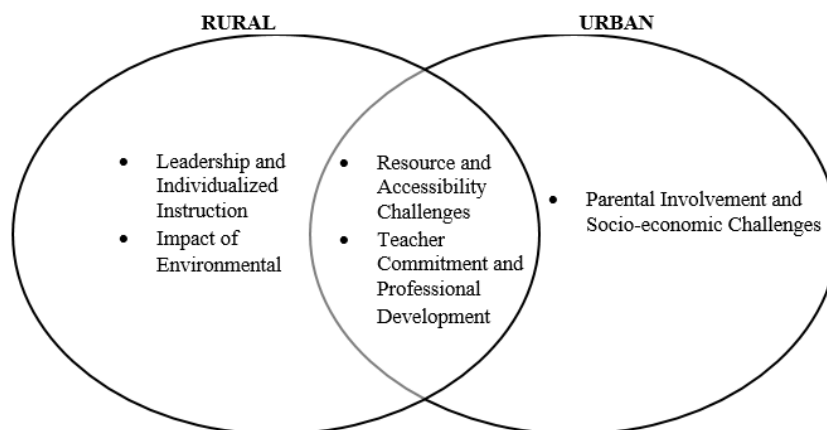 RURAL
URBAN
• Leadership and
Individualized
Instruction
• Impact of
Environmental
• Resource and
Accessibility
Challenges
• Teacher
Commitment and
Professional
Development
• Parental Involvement and
Socio-economic Challenges